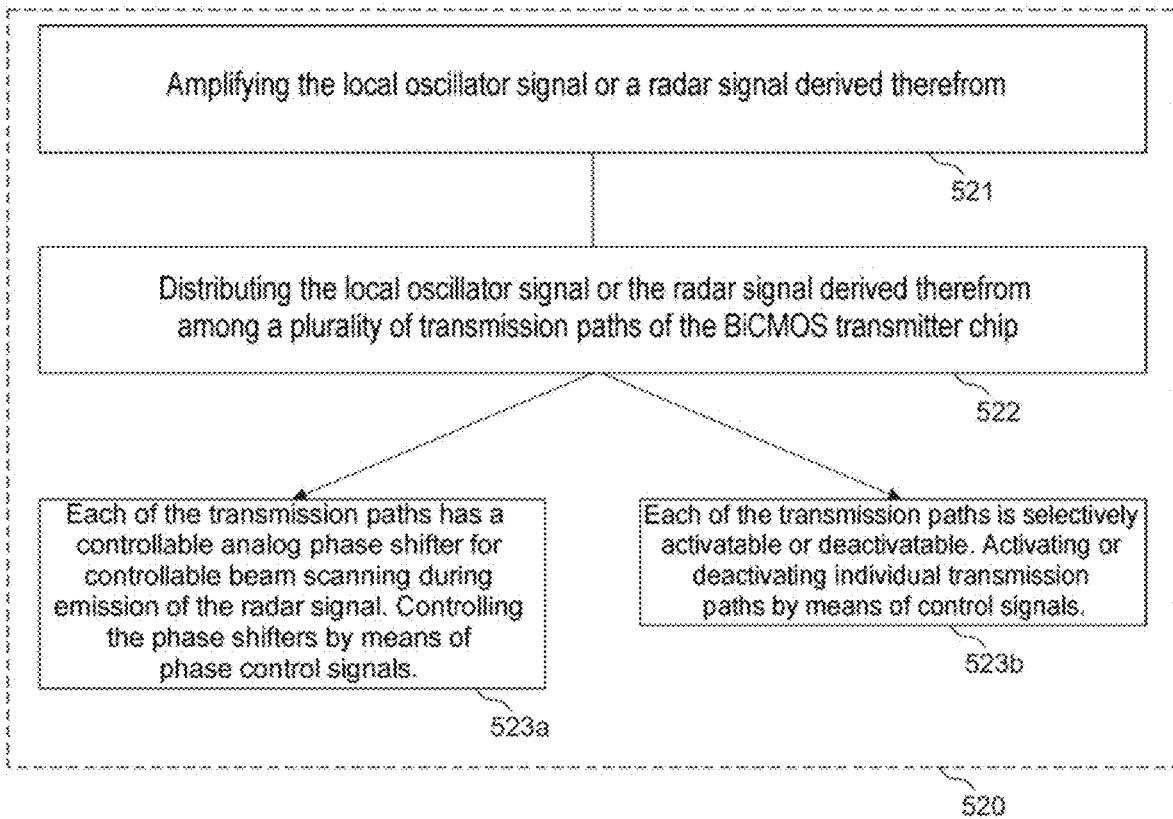 Amplifying the local oscillator signal or a radar signal derived therefrom
521
Distributing the local oscillator signal or the radar signal derived therefrom
among a plurality of transmission paths of the BiCMOS transmitter chip
522
Each of the transmission paths has a
controllable analog phase shifter for
controllable beam scanning during
emission of the radar signal. Controlling
the phase shifters by means of
phase control signals.
523a
Each of the transmission paths is selectively
activatable or deactivatable. Activating or
deactivating individual transmission
paths by means of control signals.
523b
520